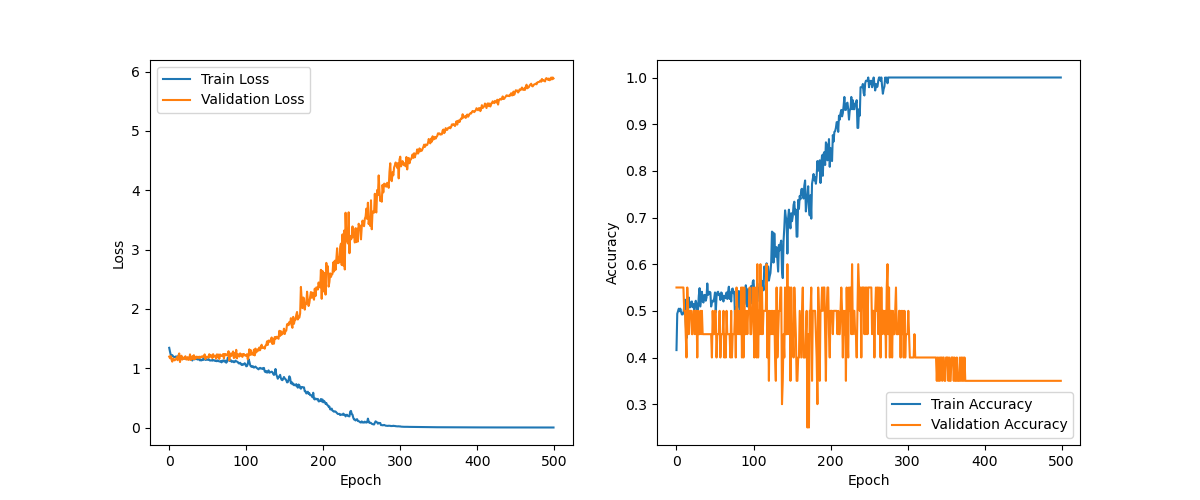 Train Loss
Validation Loss
6
5
4
3
2
1
0
Loss
0 100 200 300 400 500
Epoch
1.0
0.9
0.8
0.7
0.6
0.5
0.4
0.3
Accuracy
Train Accuracy
Validation Accuracy
0 100 200 300 400 500
Epoch